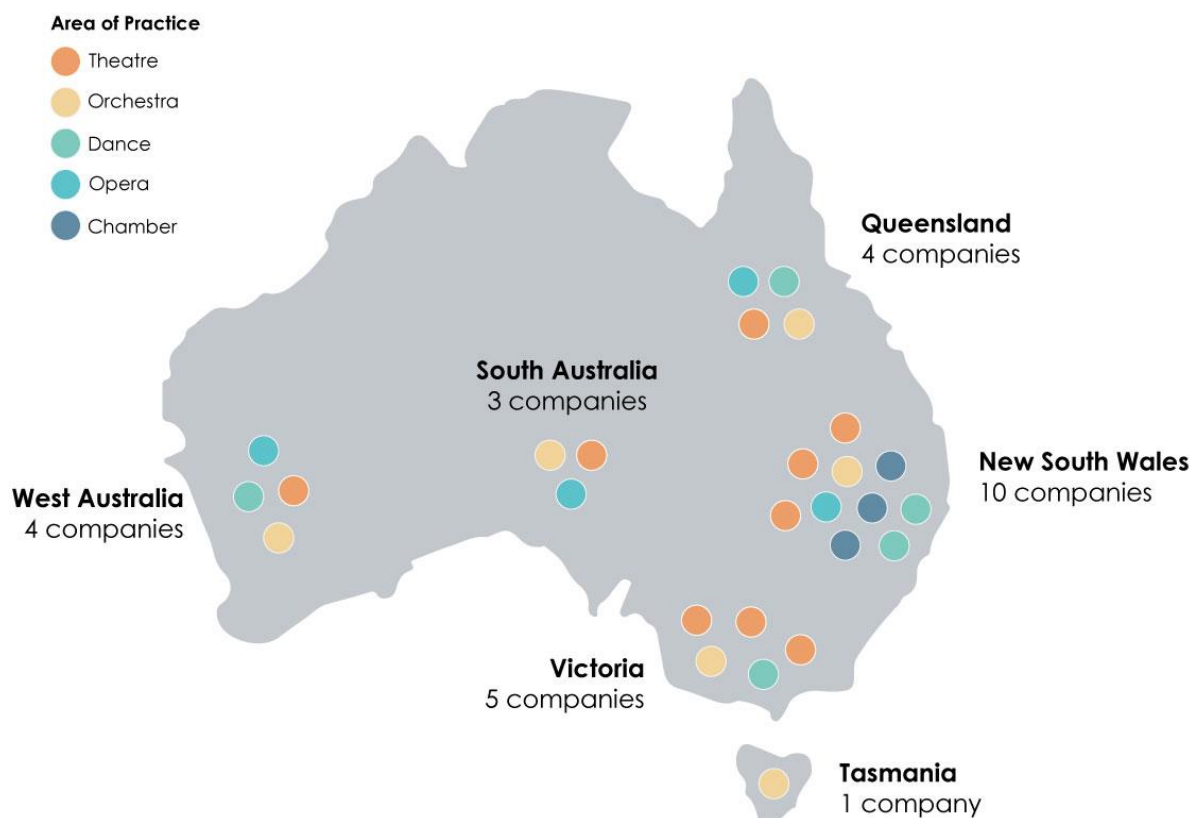 Area of Practice
Theatre
Orchestra
Dance
Opera
Chamber
Queensland
4 companies
South Australia
3 companies
New South Wales
10 companies
West Australia
4 companies
Victoria
5 companies
Tasmania
1 company